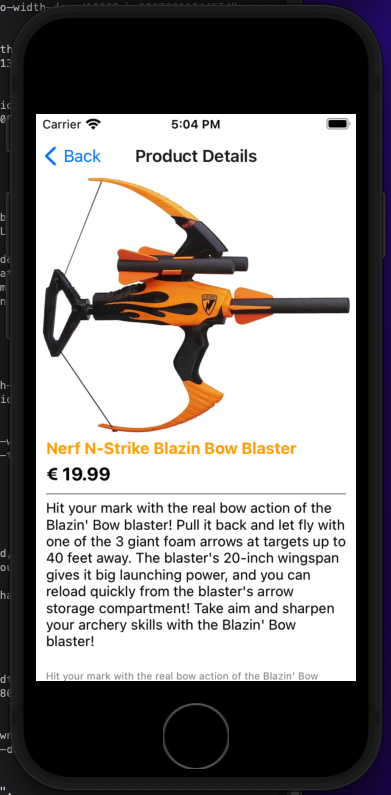 Carrier 5:04 PM
Back Product Details
Nerf N-Strike Blazin Bow Blaster
€ 19.99
Hit your mark with the real bow action of the
Blazin' Bow blaster! Pull it back and let fly with
one of the 3 giant foam arrows at targets up to
40 feet away. The blaster's 20-inch wingspan
gives it big launching power, and you can
reload quickly from the blaster's arrow
storage compartment! Take aim and sharpen
your archery skills with the Blazin' Bow
blaster!
Hit your mark with the real bow action of the Blazin' Bow